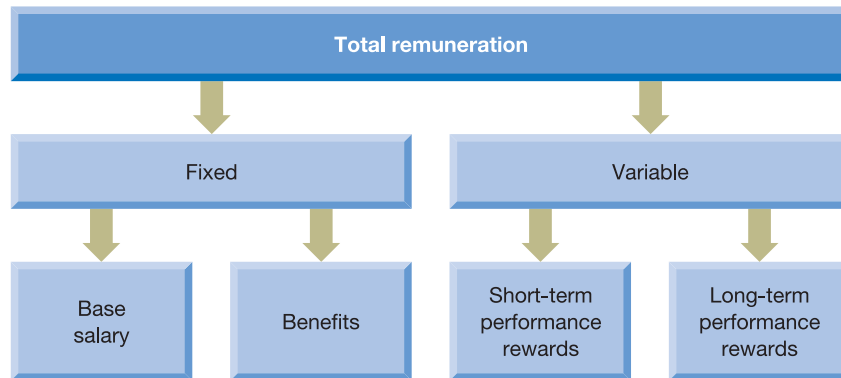 Total remuneration
Fixed
Variable
Base
salary
Benefits
Short-term
performance
rewards
Long-term
performance
rewards